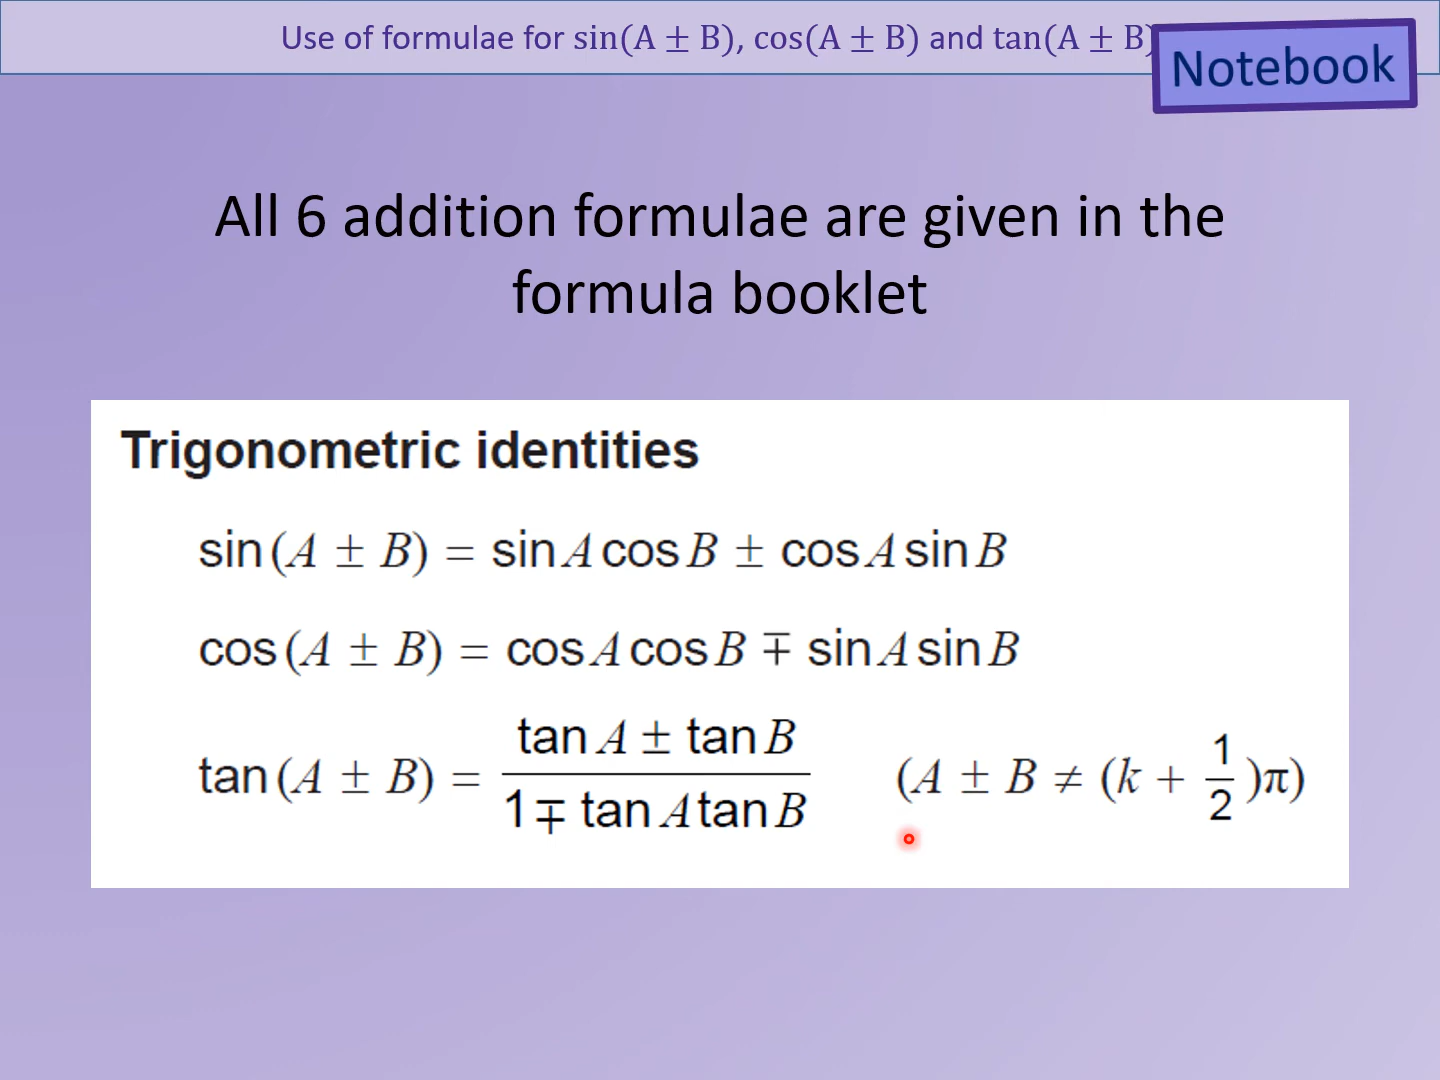 Use of formulae for sin(A ± B), cos(A ± B) and tan(A ± B)
Notebook
All 6 addition formulae are given in the
formula booklet
Trigonometric identities
sin(A ± B) = sin A cos B ± cos A sin B
cos(A ± B) = cos A cos B ∓ sin A sin B
tan(A ± B) = (tan A ± tan B) / (1 ∓ tan A tan B) (A ± B ≠ (k + 1/2)π)